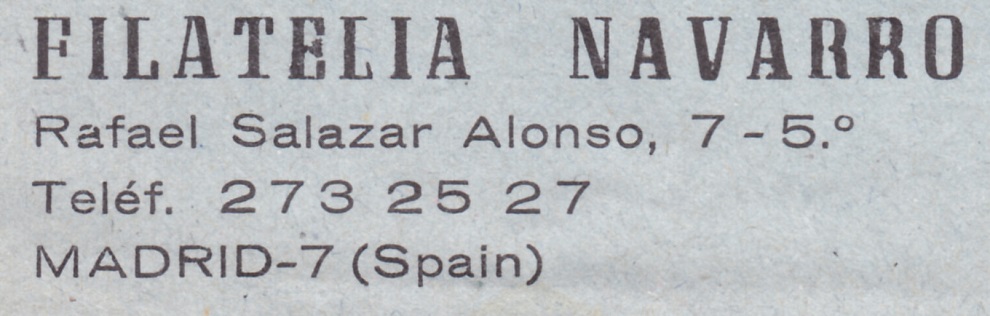 FILATELIA NAVARRO
Rafael Salazar Alonso, 7 - 5.º
Teléf. 273 25 27
MADRID-7 (Spain)